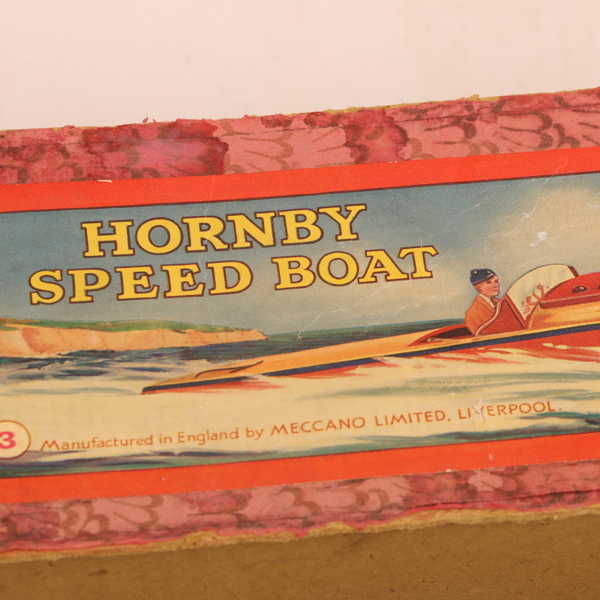 HORNBY
SPEED BOAT
3 Manufactured in England by MECCANO LIMITED, LIVERPOOL.